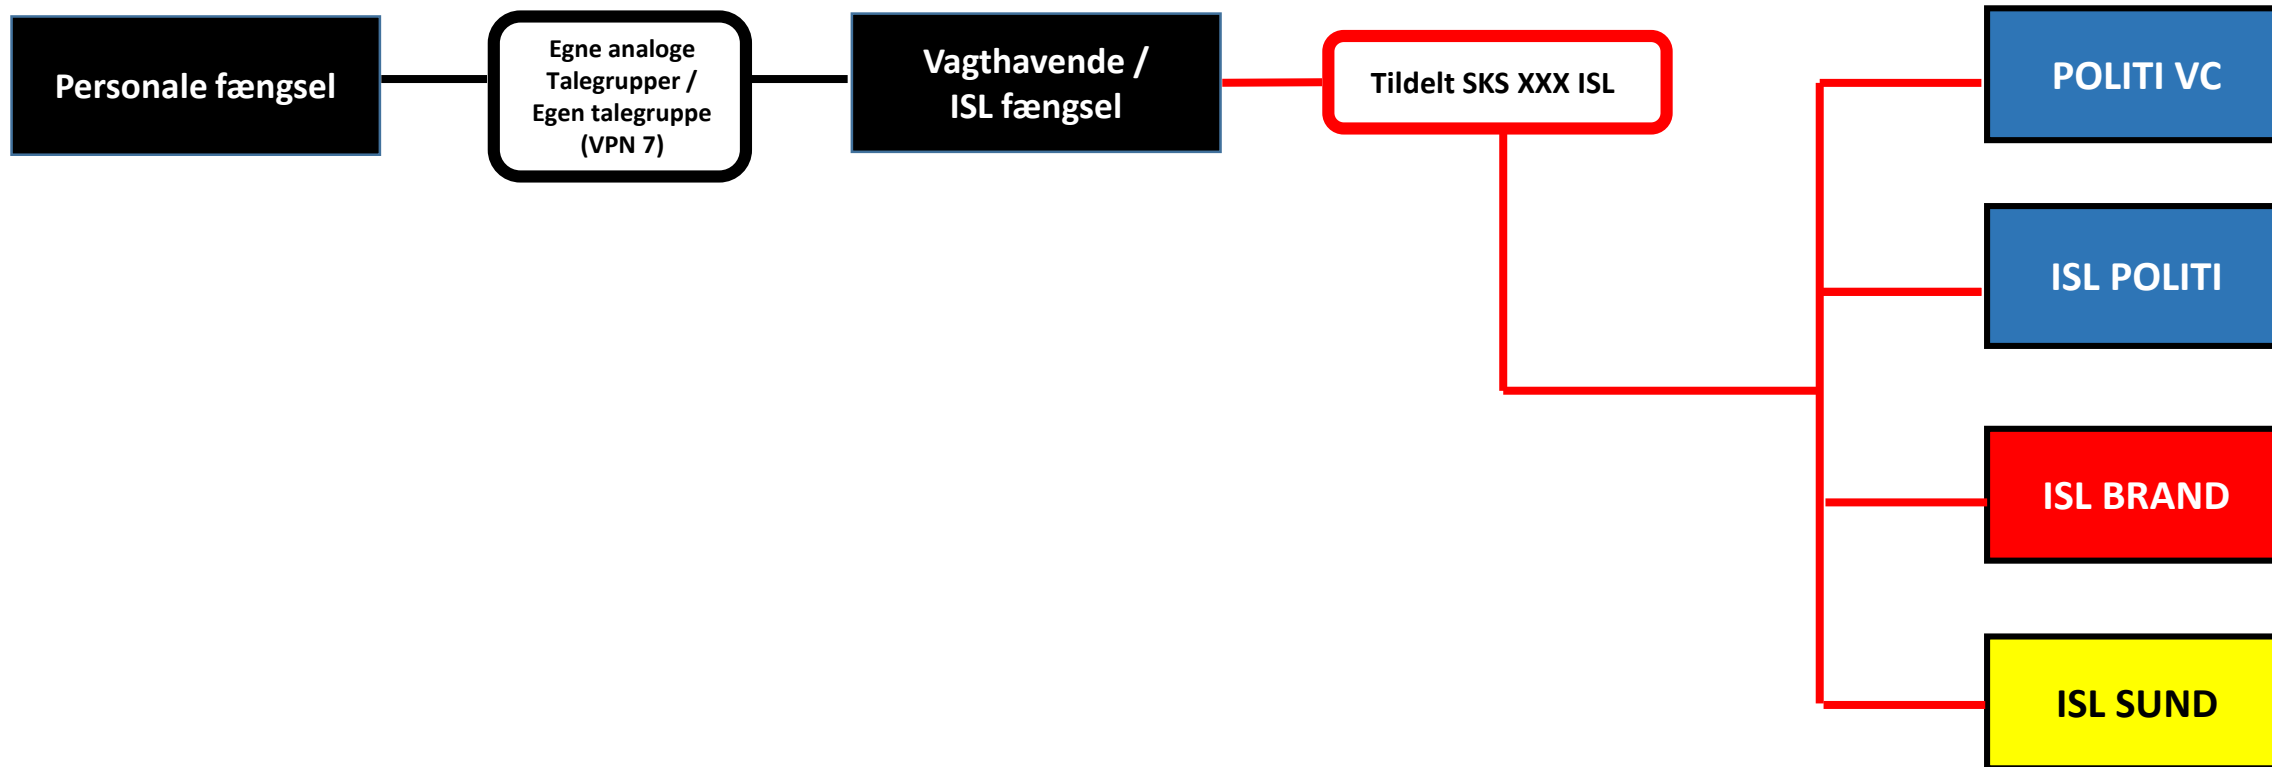 Personale fængsel
Egne analoge
Talegrupper /
Egen talegruppe
(VPN 7)
Vagthavende /
ISL fængsel
Tildelt SKS XXX ISL
POLITI VC
ISL POLITI
ISL BRAND
ISL SUND